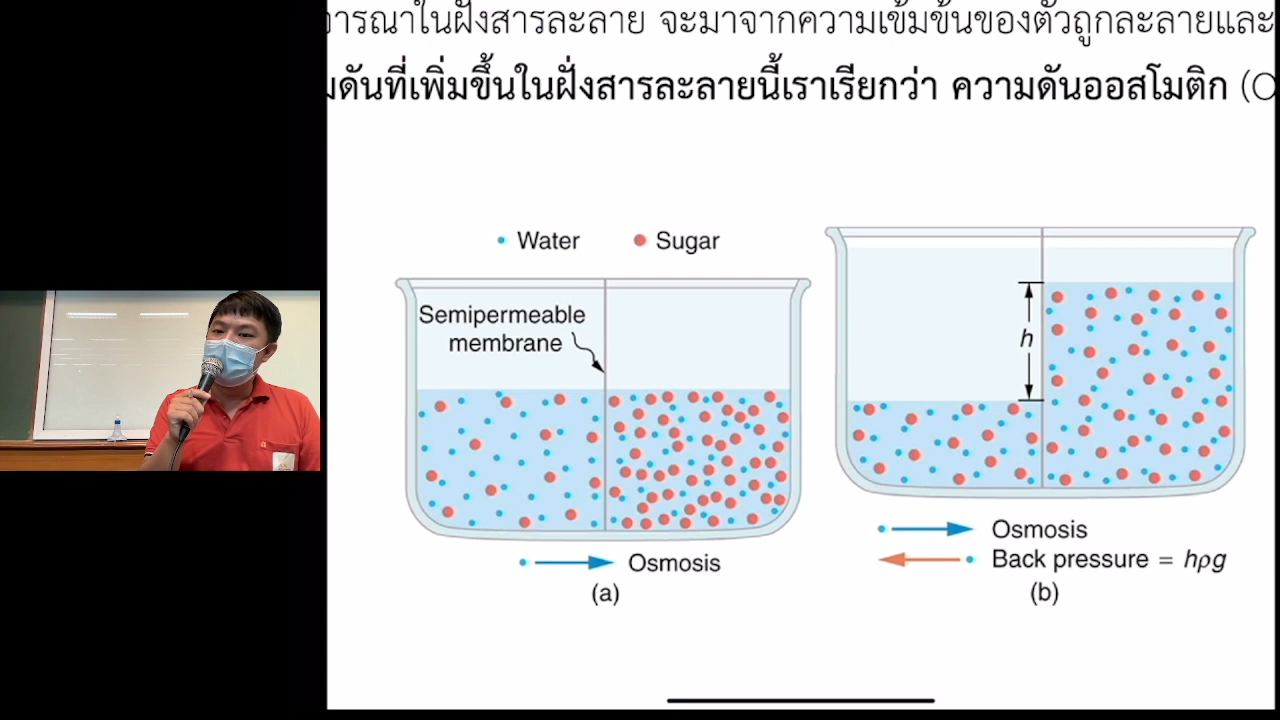 จารณาในฝั่งสารละลาย จะมาจากความเข้มข้นของตัวถูกละลายและ
มดันที่เพิ่มขึ้นในฝั่งสารละลายนี้เราเรียกว่า ความดันออสโมติก (O
Water
Sugar
Semipermeable
membrane
h
Osmosis
(a)
Osmosis
Back pressure = hρg
(b)